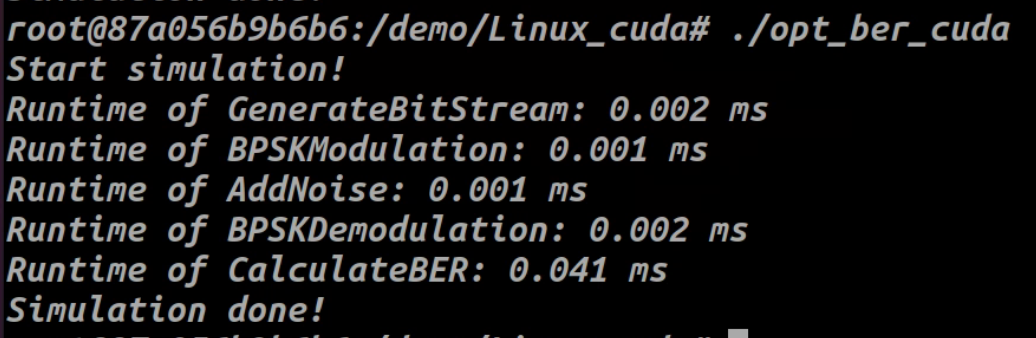 root@87a056b9b6b6:/demo/Linux_cuda# ./opt_ber_cuda
Start simulation!
Runtime of GenerateBitStream: 0.002 ms
Runtime of BPSKModulation: 0.001 ms
Runtime of AddNoise: 0.001 ms
Runtime of BPSKDemodulation: 0.002 ms
Runtime of CalculateBER: 0.041 ms
Simulation done!